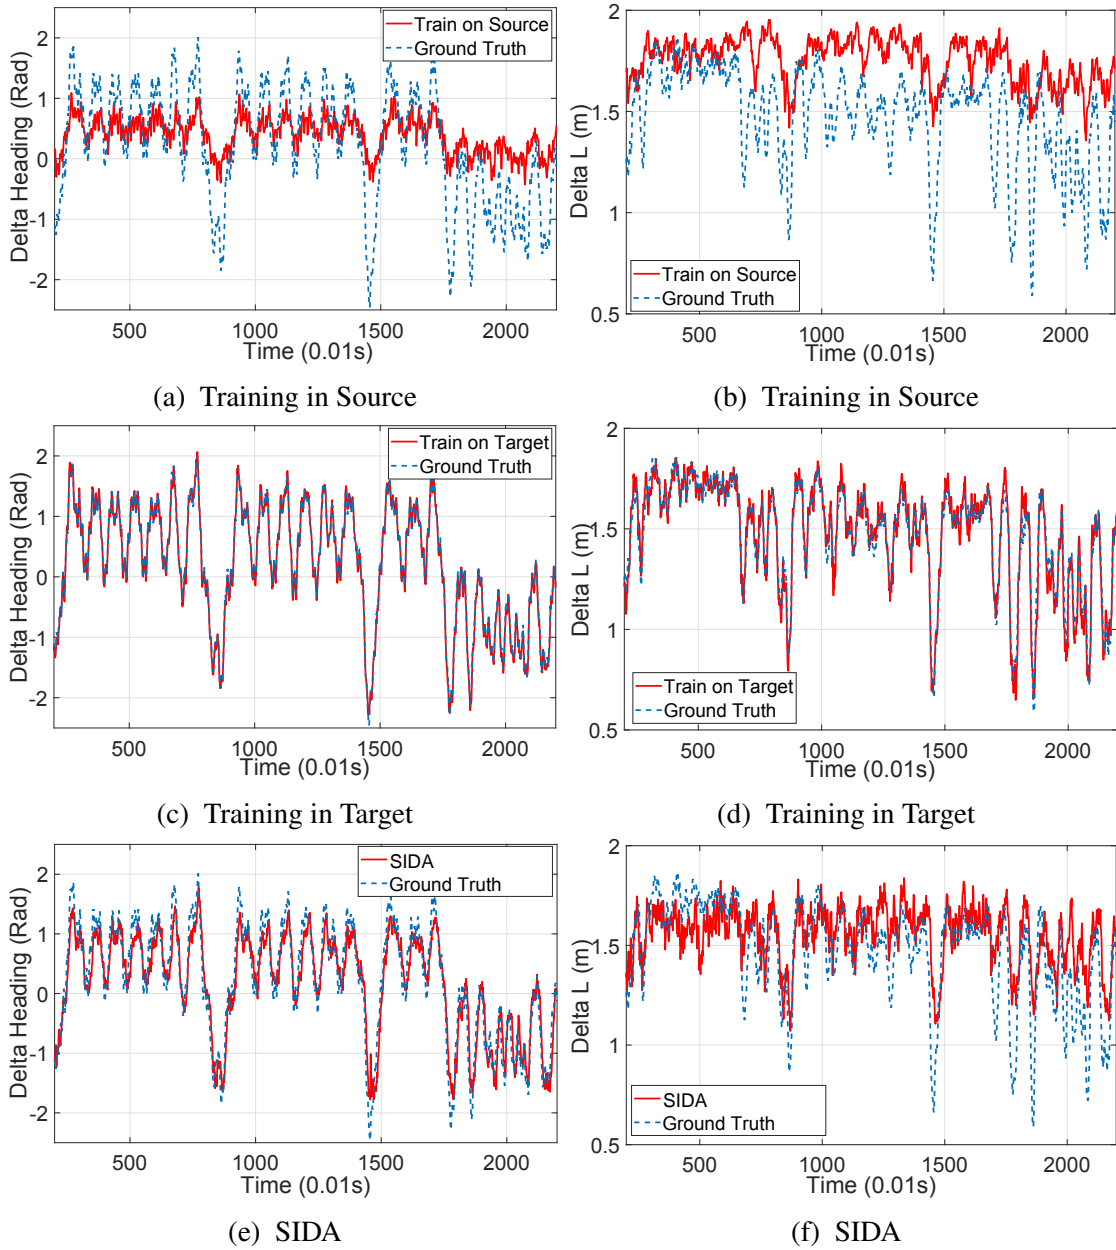 2
1
0
-1
-2
Delta Heading (Rad)
Train on Source
Ground Truth
500
1000
1500
2000
Time (0.01s)
(a) Training in Source
2
1.5
1
0.5
Delta L (m)
Train on Source
Ground Truth
500
1000
1500
2000
Time (0.01s)
(b) Training in Source
2
1
0
-1
-2
Delta Heading (Rad)
Train on Target
Ground Truth
500
1000
1500
2000
Time (0.01s)
(c) Training in Target
2
1.5
1
0.5
Delta L (m)
Train on Target
Ground Truth
500
1000
1500
2000
Time (0.01s)
(d) Training in Target
2
1
0
-1
-2
Delta Heading (Rad)
SIDA
Ground Truth
500
1000
1500
2000
Time (0.01s)
(e) SIDA
2
1.5
1
0.5
Delta L (m)
SIDA
Ground Truth
500
1000
1500
2000
Time (0.01s)
(f) SIDA